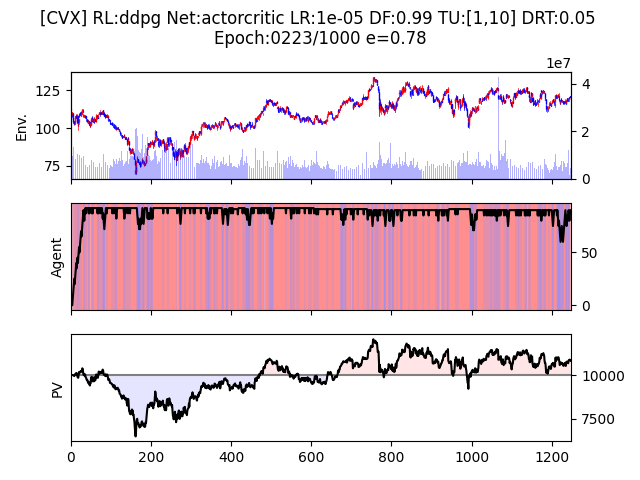 [CVX] RL:ddpg Net:actorcritic LR:1e-05 DF:0.99 TU:[1,10] DRT:0.05
Epoch:0223/1000 e=0.78
1e7
125
100
75
Env.
4
2
0
Agent
50
0
PV
10000
7500
0 200 400 600 800 1000 1200